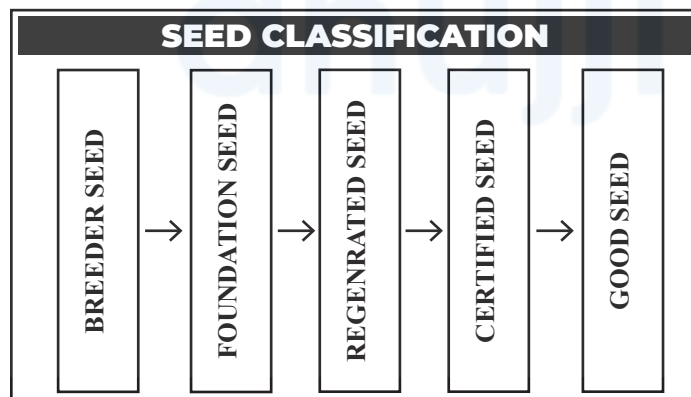 SEED CLASSIFICATION
BREEDER SEED
FOUNDATION SEED
REGENRATED SEED
CERTIFIED SEED
GOOD SEED